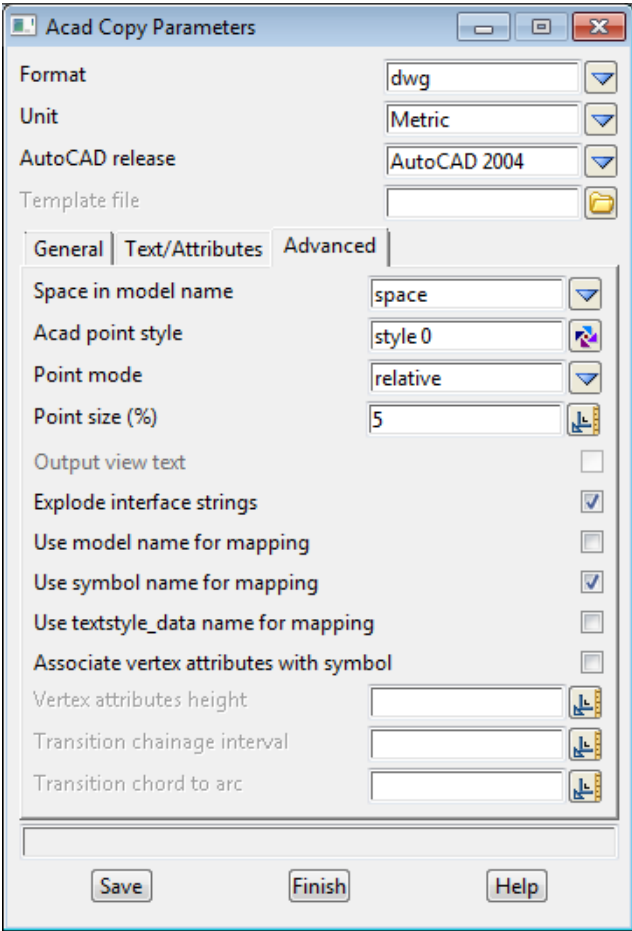 Acad Copy Parameters
Format dwg
Unit Metric
AutoCAD release AutoCAD 2004
Template file
General Text/Attributes Advanced
Space in model name space
Acad point style style 0
Point mode relative
Point size (%) 5
Output view text
Explode interface strings
Use model name for mapping
Use symbol name for mapping
Use textstyle_data name for mapping
Associate vertex attributes with symbol
Vertex attributes height
Transition chainage interval
Transition chord to arc
Save Finish Help